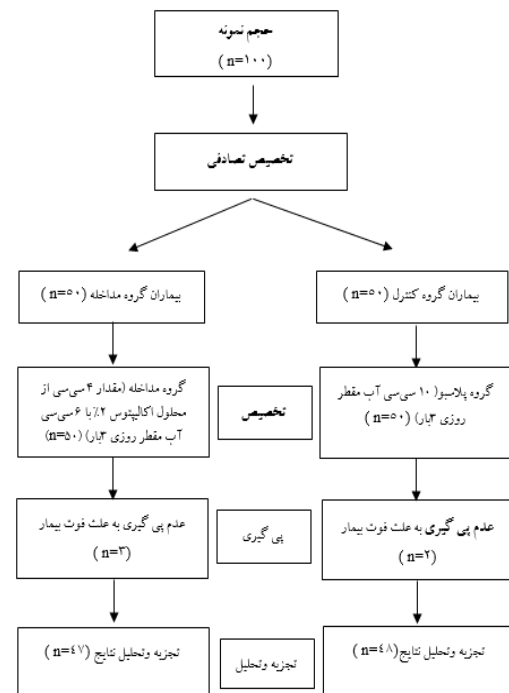 حجم نمونه
( n=۱۰۰)
تخصیص تصادفی
بیماران گروه کنترل (n=۵۰ )
بیماران گروه مداخله (n=۵۰ )
گروه پلاسبو( ۱۰ سی‌سی آب مقطر
روزی ۳بار) (n=۵۰ )
تخصیص
گروه مداخله (مقدار ۴ سی‌سی از
محلول اکالیپتوس ۲٪ با ۶ سی‌سی
آب مقطر روزی ۳بار) (n=۵۰)
عدم پی گیری به علت فوت بیمار
(n=۲)
پی گیری
عدم پی گیری به علت فوت بیمار
( n=۳)
تجزیه وتحلیل نتایج(n=٤٨ )
تجزیه وتحلیل
تجزیه وتحلیل نتایج (n=٤۷ )